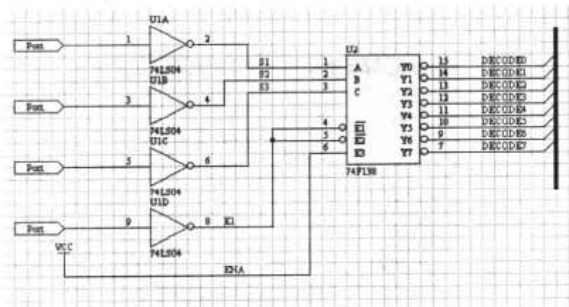 U1A
Port 1 2
74LS04
U1B
Port 3 4
74LS04
U1C
Port 5 6
74LS04
U1D
Port 9 8 E1
74LS04
VCC
ENA
S1
S2
S3
U2
1 A Y0 15 DECODE0
2 B Y1 14 DECODE1
3 C Y2 13 DECODE2
Y3 12 DECODE3
4 E1 Y4 11 DECODE4
5 E2 Y5 10 DECODE5
6 E3 Y6 9 DECODE6
Y7 7 DECODE7
74F138